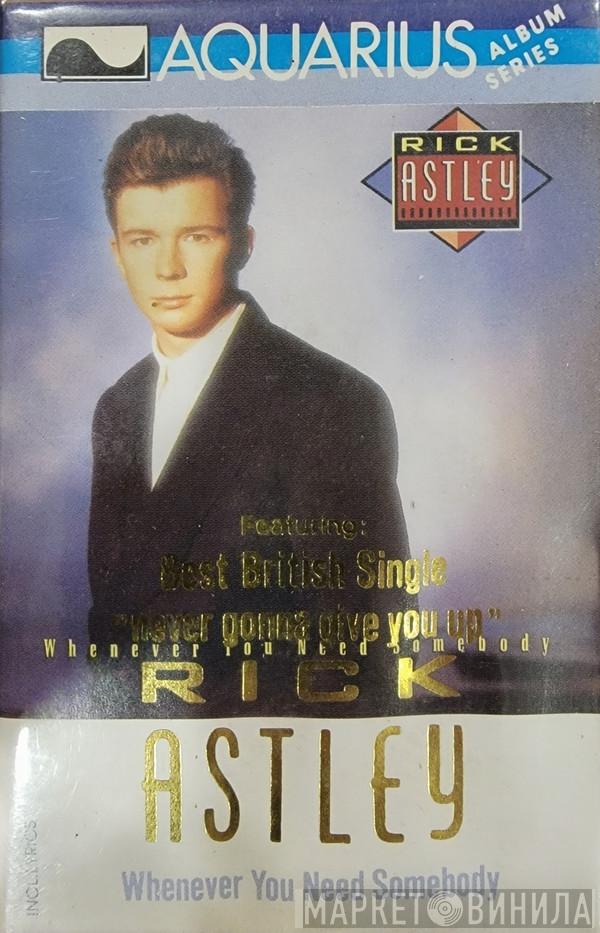 AQUARIUS
ALBUM
SERIES
RICK
ASTLEY
Featuring:
Best British Single
"never gonna give you up"
Whenever You Need Somebody
RICK
ASTLEY
Whenever You Need Somebody
INCL.LYRICS
МАРКЕТ ВИНИЛА